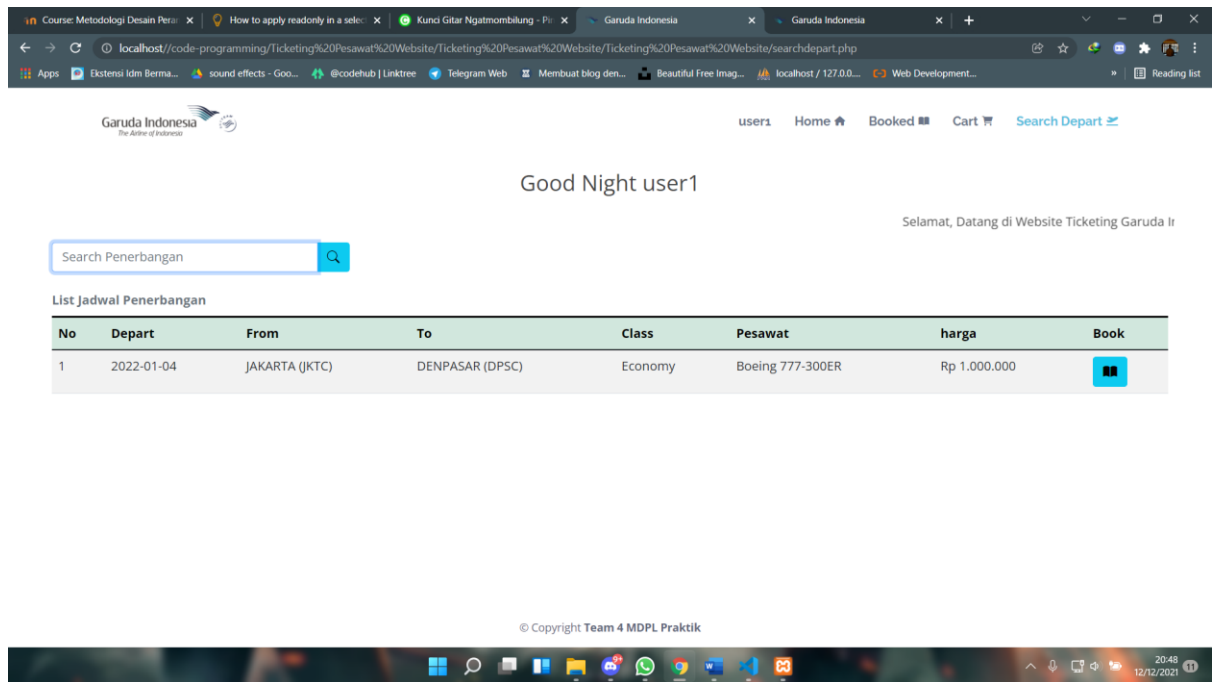 Course: Metodologi Desain Pera
How to apply readonly in a selec
Kunci Gitar Ngatmombilung - Pir
Garuda Indonesia
Garuda Indonesia
localhost//code-programming/Ticketing%20Pesawat%20Website/Ticketing%20Pesawat%20Website/Ticketing%20Pesawat%20Website/searchdepart.php
Apps Ekstensi Idm Berma... sound effects - Goo... @codehub | Linktree Telegram Web Membuat blog den... Beautiful Free Imag... localhost / 127.0.0.... Web Development... » Reading list
Garuda Indonesia
The Airline of Indonesia
user1 Home Booked Cart Search Depart
Good Night user1
Selamat, Datang di Website Ticketing Garuda Ir
Search Penerbangan
List Jadwal Penerbangan
No Depart From To Class Pesawat harga Book
1 2022-01-04 JAKARTA (JKTC) DENPASAR (DPSC) Economy Boeing 777-300ER Rp 1.000.000
© Copyright Team 4 MDPL Praktik
20:48
12/12/2021 11